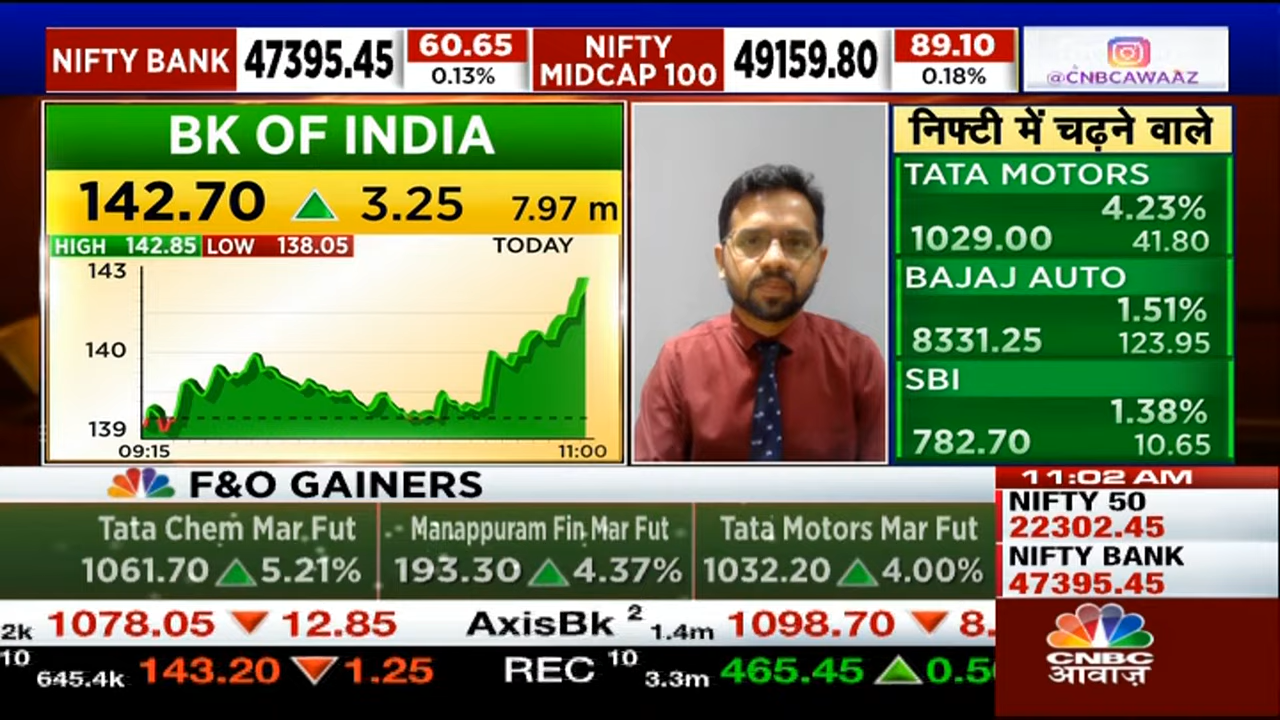 NIFTY BANK 47395.45 60.65 0.13%
NIFTY MIDCAP 100 49159.80 89.10 0.18%
@CNBCAWAAZ
BK OF INDIA
142.70 3.25 7.97 m
HIGH 142.85 LOW 138.05 TODAY
143
140
139
09:15 11:00
निफ्टी में चढ़ने वाले
TATA MOTORS
4.23%
1029.00 41.80
BAJAJ AUTO
1.51%
8331.25 123.95
SBI
1.38%
782.70 10.65
F&O GAINERS
Tata Chem Mar Fut
1061.70 5.21%
Manappuram Fin Mar Fut
193.30 4.37%
Tata Motors Mar Fut
1032.20 4.00%
11:02 AM
NIFTY 50
22302.45
NIFTY BANK
47395.45
2k 1078.05 12.85 AxisBk 2 1.4m 1098.70 8.
10 645.4k 143.20 1.25 REC 10 3.3m 465.45 0.5
CNBC
आवाज़